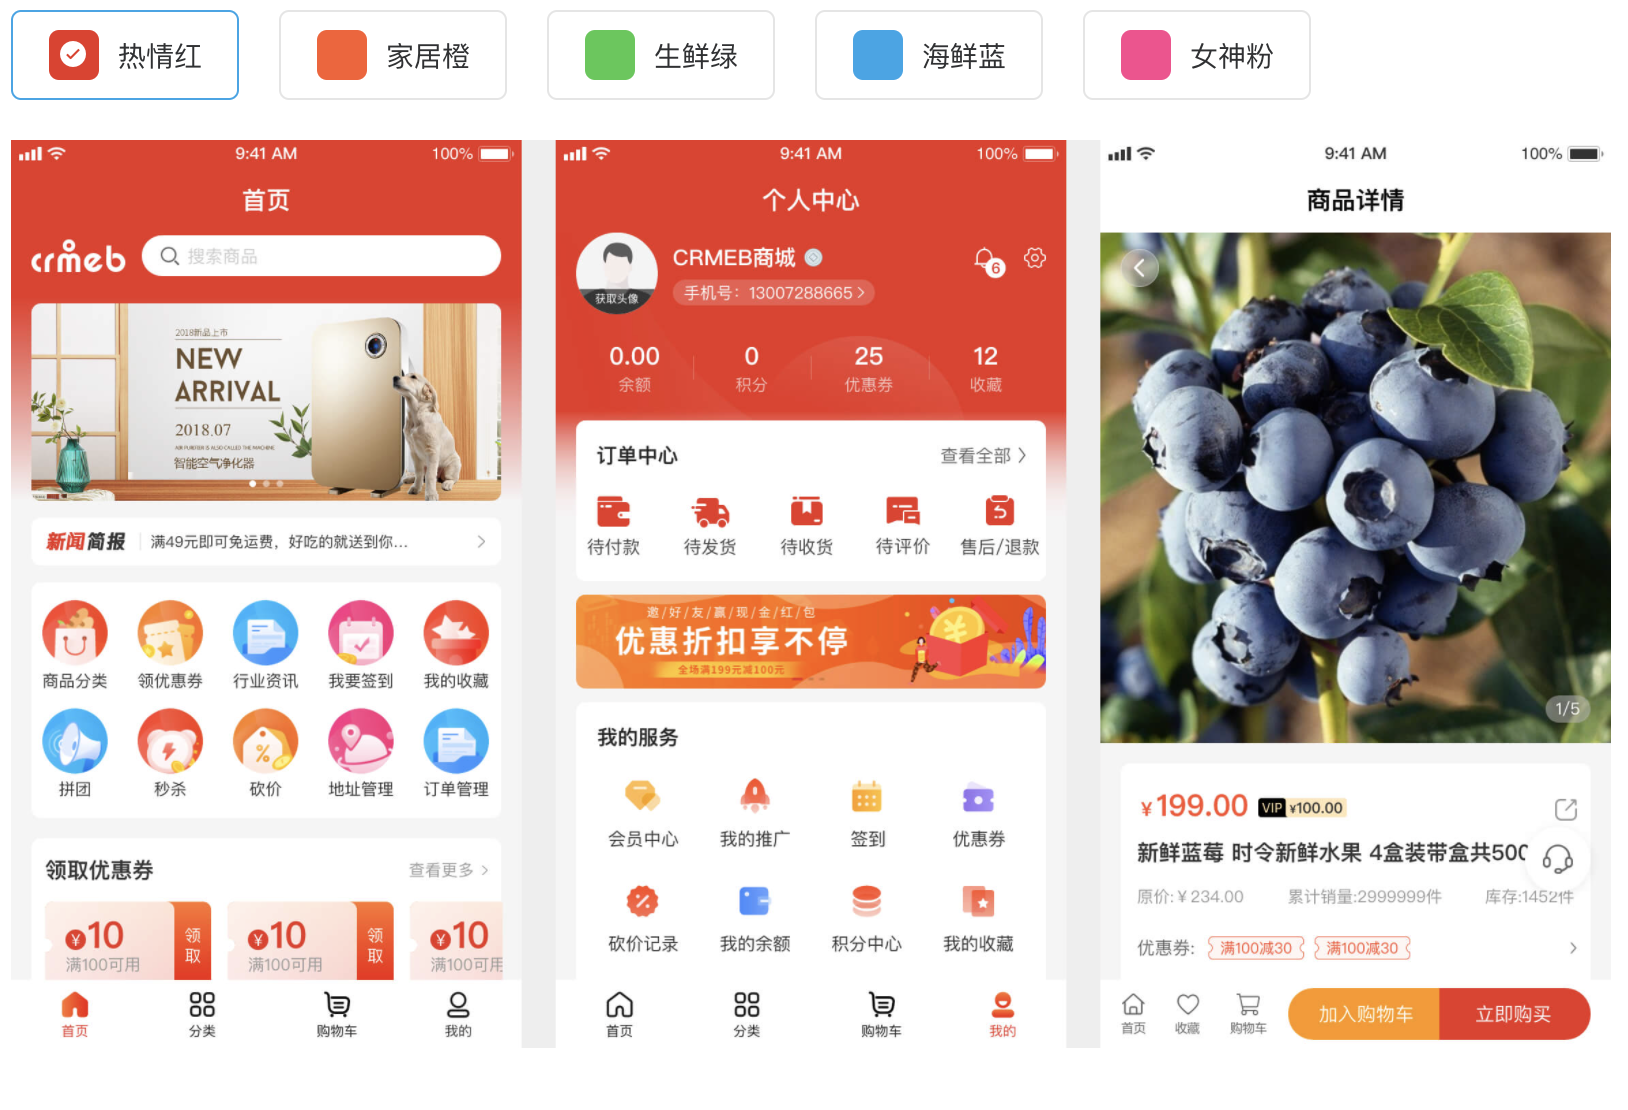 热情红
家居橙
生鲜绿
海鲜蓝
女神粉
9:41 AM
100%
首页
crmeb
搜索商品
2018新品上市
NEW
ARRIVAL
2018.07
AIR PURIFIER IS ALSO CALLED THE MACHINE
智能空气净化器
新闻简报
满49元即可免运费，好吃的就送到你...
商品分类 领优惠券 行业资讯 我要签到 我的收藏
拼团 秒杀 砍价 地址管理 订单管理
领取优惠券 查看更多
¥10 领取 ¥10 领取 ¥10
满100可用 满100可用 满100可用
首页 分类 购物车 我的
9:41 AM
100%
个人中心
获取头像
CRMEB商城
6
手机号：13007288665
0.00 0 25 12
余额 积分 优惠券 收藏
订单中心 查看全部
待付款 待发货 待收货 待评价 售后/退款
邀/好/友/赢/现/金/红/包
优惠折扣享不停
全场满199元减100元
我的服务
会员中心 我的推广 签到 优惠券
砍价记录 我的余额 积分中心 我的收藏
首页 分类 购物车 我的
9:41 AM
100%
商品详情
1/5
¥199.00 VIP ¥100.00
新鲜蓝莓 时令新鲜水果 4盒装带盒共500
原价:¥234.00 累计销量:2999999件 库存:1452件
优惠券: 满100减30 满100减30
首页 收藏 购物车 加入购物车 立即购买